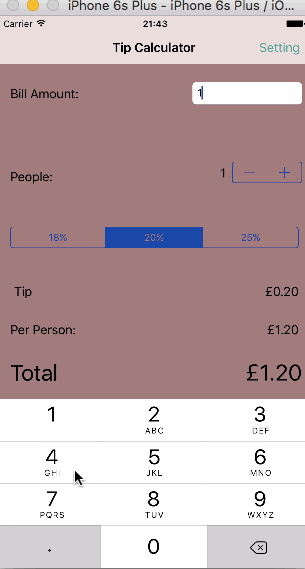 iPhone 6s Plus - iPhone 6s Plus / iO...
Carrier 21:43
Tip Calculator Setting
Bill Amount: 1
People: 1 − +
18% 20% 25%
Tip £0.20
Per Person: £1.20
Total £1.20
1 2 3
ABC DEF
4 5 6
GHI JKL MNO
7 8 9
PQRS TUV WXYZ
. 0